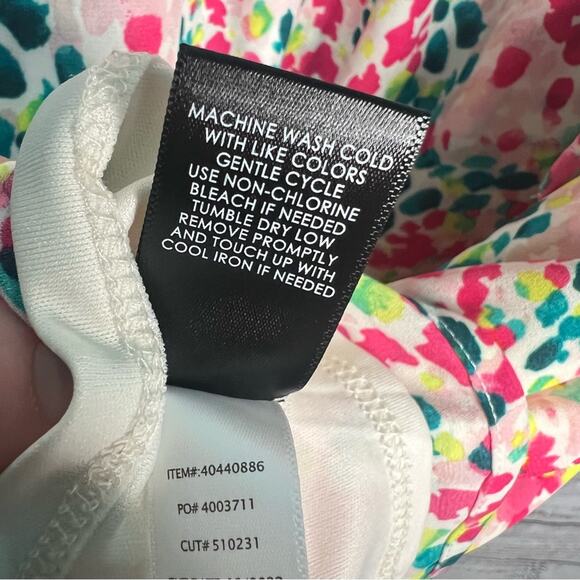 MACHINE WASH COLD
WITH LIKE COLORS
GENTLE CYCLE
USE NON-CHLORINE
BLEACH IF NEEDED
TUMBLE DRY LOW
REMOVE PROMPTLY
AND TOUCH UP WITH
COOL IRON IF NEEDED
ITEM#:40440886
PO# 4003711
CUT# 510231